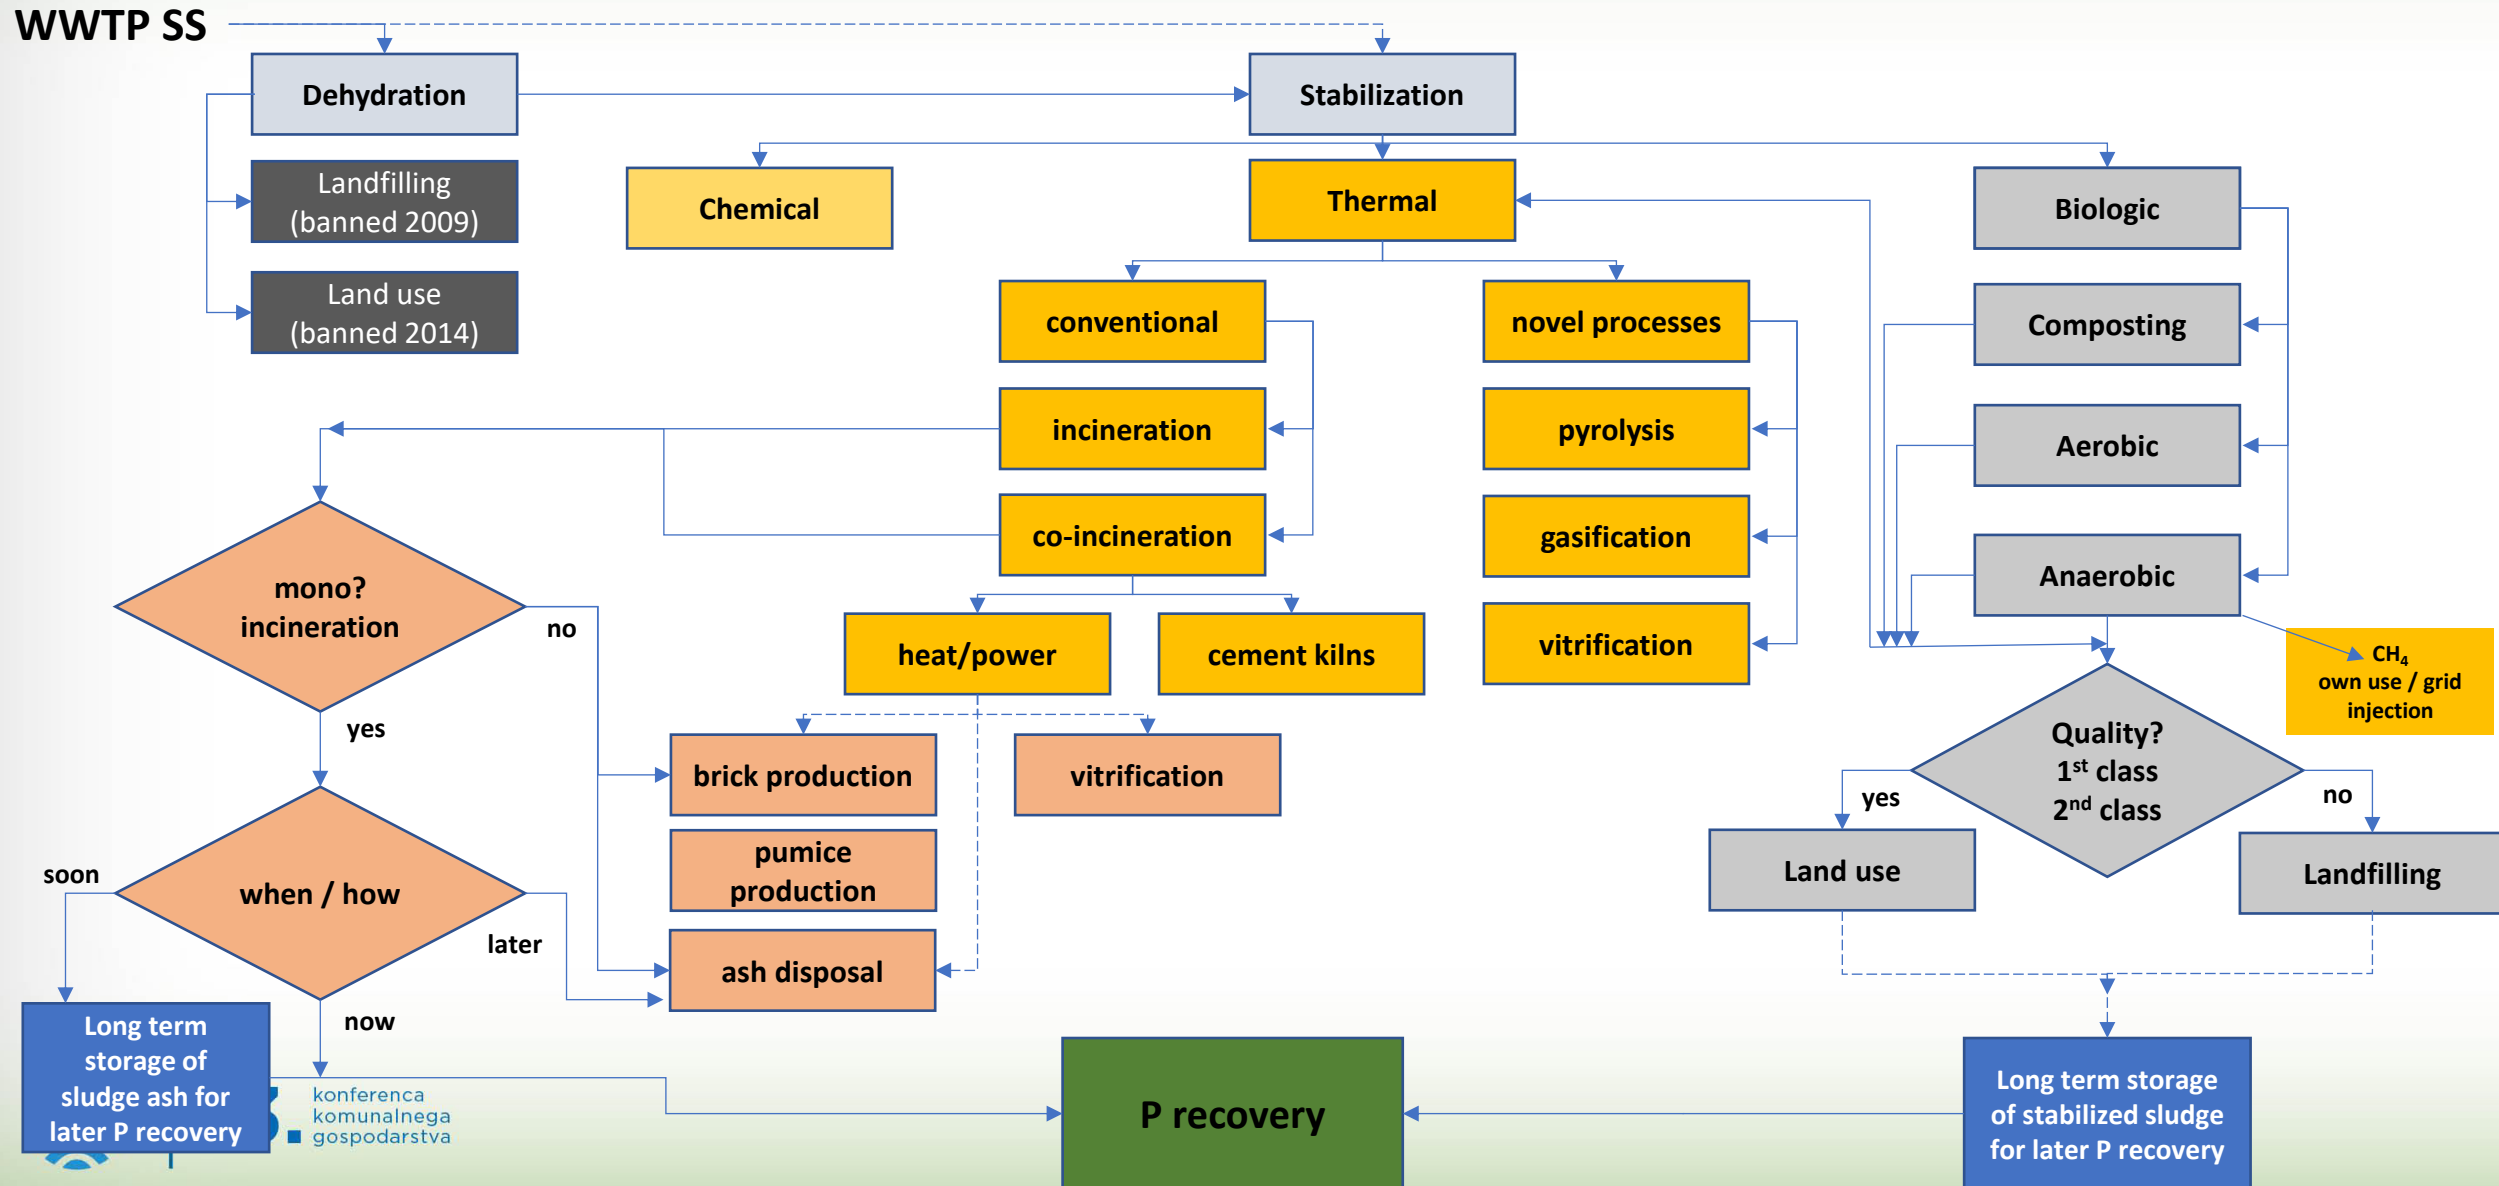 WWTP SS
Dehydration
Stabilization
Landfilling
(banned 2009)
Land use
(banned 2014)
Chemical
Thermal
Biologic
conventional
novel processes
Composting
incineration
pyrolysis
Aerobic
co-incineration
gasification
Anaerobic
mono?
incineration
no
yes
heat/power
cement kilns
vitrification
CH₄
own use / grid
injection
brick production
vitrification
pumice
production
ash disposal
Quality?
1st class
2nd class
yes
no
Land use
Landfilling
soon
when / how
later
now
Long term
storage of
sludge ash for
later P recovery
konferenca
komunalnega
gospodarstva
P recovery
Long term storage
of stabilized sludge
for later P recovery